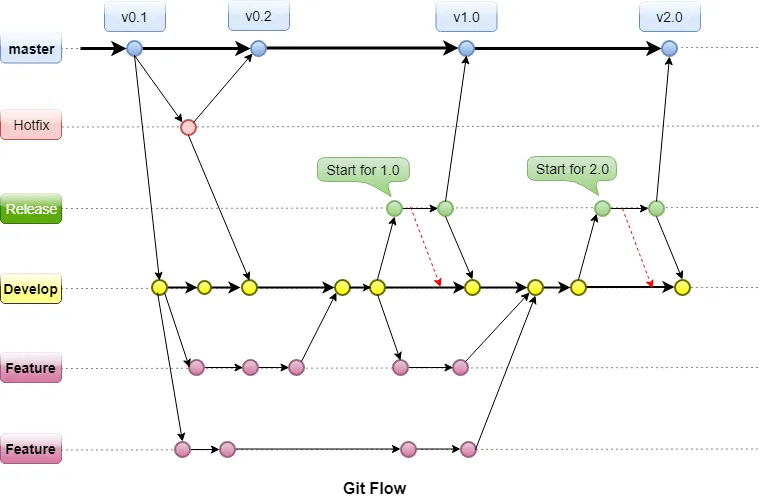 v0.1
v0.2
v1.0
v2.0
master
Hotfix
Start for 1.0
Start for 2.0
Release
Develop
Feature
Feature
Git Flow